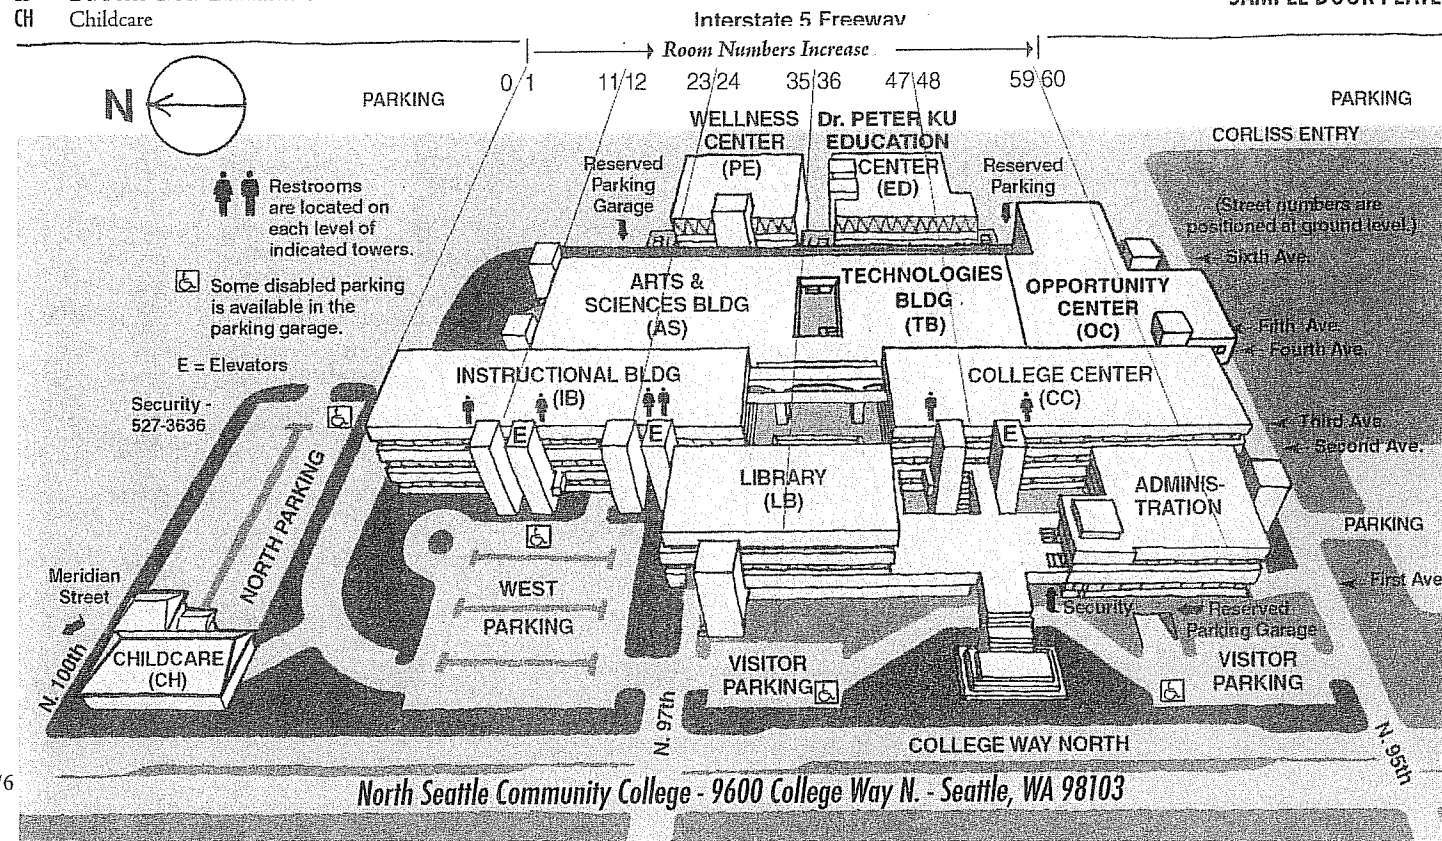 CH Childcare
Interstate 5 Freeway
Room Numbers Increase
0/1 11/12 23/24 35/36 47/48 59/60
N
PARKING
PARKING
CORLISS ENTRY
WELLNESS
CENTER
(PE)
Dr. PETER KU
EDUCATION
CENTER
(ED)
Reserved
Parking
Garage
Reserved
Parking
Restrooms
are located on
each level of
indicated towers.
(Street numbers are
positioned at ground level.)
Sixth Ave.
Some disabled parking
is available in the
parking garage.
E = Elevators
ARTS &
SCIENCES BLDG
(AS)
TECHNOLOGIES
BLDG
(TB)
OPPORTUNITY
CENTER
(OC)
Fifth Ave.
Fourth Ave.
INSTRUCTIONAL BLDG
(IB)
COLLEGE CENTER
(CC)
Security -
527-3636
E
E
E
Third Ave.
Second Ave.
NORTH PARKING
LIBRARY
(LB)
ADMINIS-
TRATION
PARKING
Meridian
Street
WEST
PARKING
First Ave
Security
Reserved
Parking Garage
N. 100th
CHILDCARE
(CH)
VISITOR
PARKING
VISITOR
PARKING
N. 97th
COLLEGE WAY NORTH
N. 95th
North Seattle Community College - 9600 College Way N. - Seattle, WA 98103